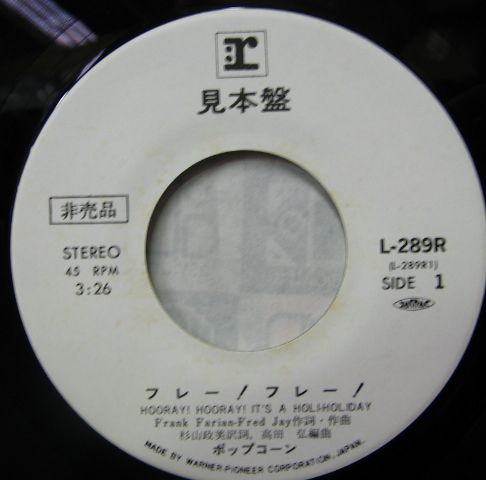 r
見本盤
非売品
STEREO
45 RPM
3:26
L-289R
(L-289R1)
SIDE 1
フレー!フレー!
HOORAY! HOORAY! IT'S A HOLI-HOLIDAY
Frank Farian-Fred Jay作詞・作曲
杉山政美訳詞, 高田 弘編曲
ポップコーン
MADE BY WARNER-PIONEER CORPORATION, JAPAN.